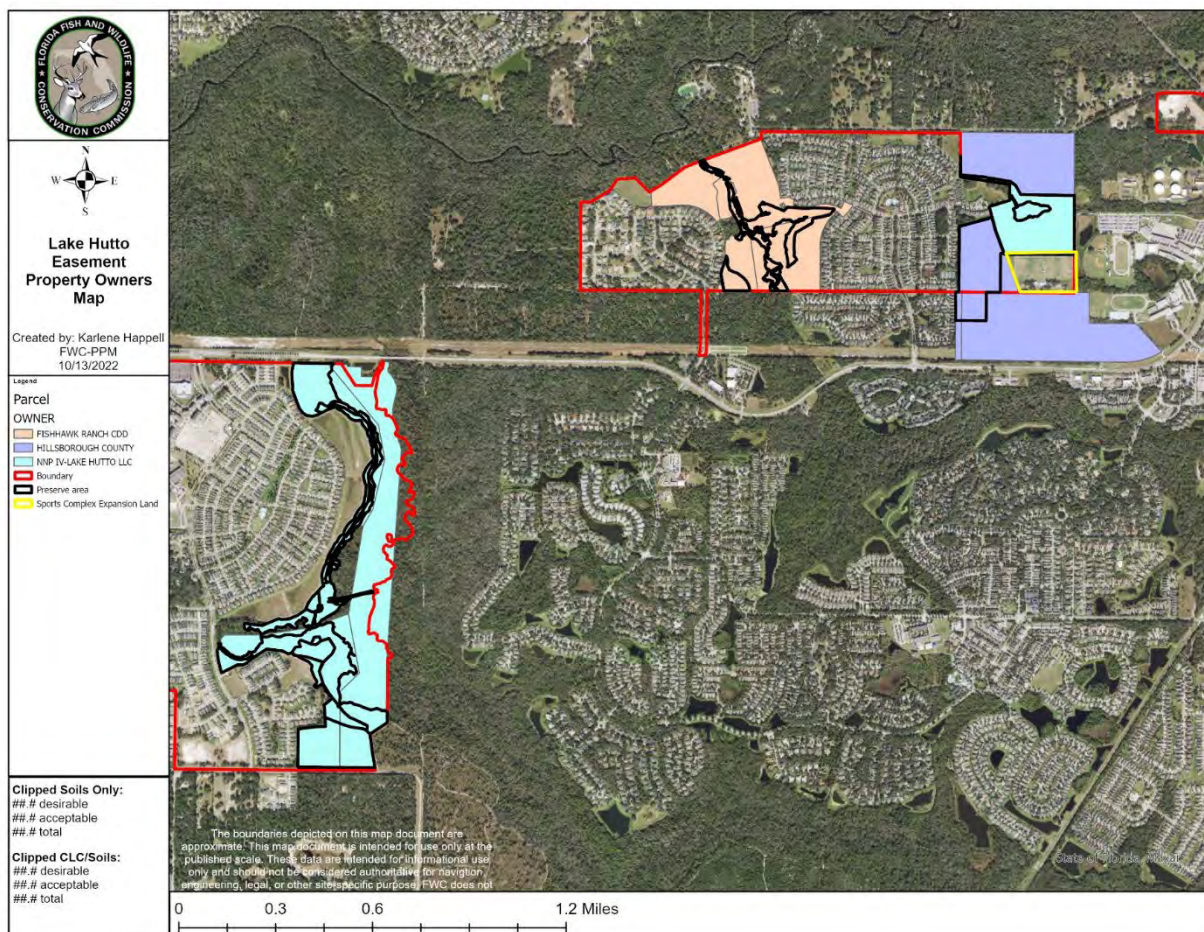 FLORIDA FISH AND WILDLIFE
CONSERVATION COMMISSION
N
W E
S
Lake Hutto
Easement
Property Owners
Map
Created by: Karlene Happell
FWC-PPM
10/13/2022
Legend
Parcel
OWNER
FISHHAWK RANCH CDD
HILLSBOROUGH COUNTY
NNP IV-LAKE HUTTO LLC
Boundary
Preserve area
Sports Complex Expansion Land
Clipped Soils Only:
##.# desirable
##.# acceptable
##.# total
Clipped CLC/Soils:
##.# desirable
##.# acceptable
##.# total
The boundaries depicted on this map document are
approximate. This map document is intended for use only at the
published scale. These data are intended for informational use
only and should not be considered authoritative for navigtion,
engineering, legal, or other site-specific purpose. FWC does not
State of Florida, Maxar
0 0.3 0.6 1.2 Miles